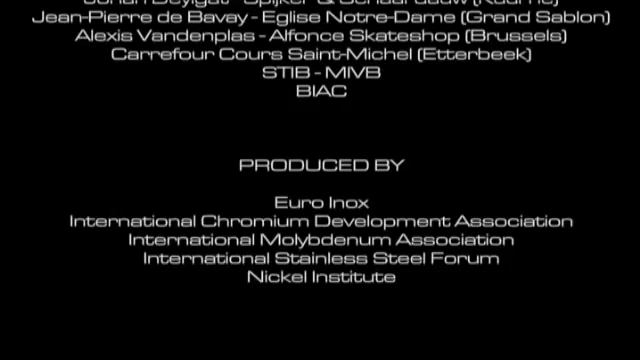 Jean-Pierre de Bavay - Eglise Notre-Dame (Grand Sablon)
Alexis Vandenplas - Alfonce Skateshop (Brussels)
Carrefour Cours Saint-Michel (Etterbeek)
STIB - MIVB
BIAC
PRODUCED BY
Euro Inox
International Chromium Development Association
International Molybdenum Association
International Stainless Steel Forum
Nickel Institute